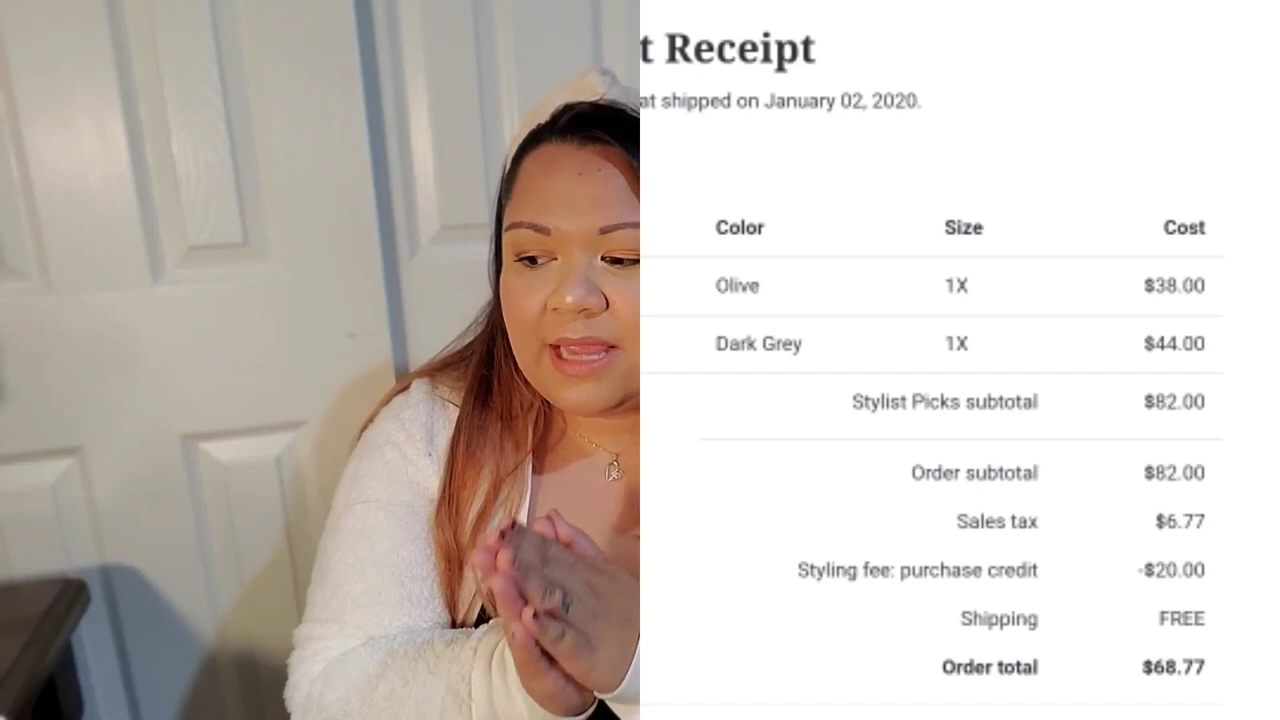 t Receipt
at shipped on January 02, 2020.
Color Size Cost
Olive 1X $38.00
Dark Grey 1X $44.00
Stylist Picks subtotal $82.00
Order subtotal $82.00
Sales tax $6.77
Styling fee: purchase credit -$20.00
Shipping FREE
Order total $68.77